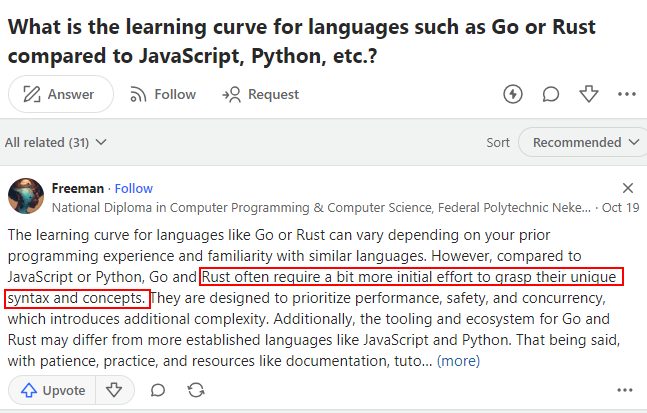 What is the learning curve for languages such as Go or Rust
compared to JavaScript, Python, etc.?
Answer Follow Request
All related (31) Sort Recommended
Freeman · Follow
National Diploma in Computer Programming & Computer Science, Federal Polytechnic Neke... · Oct 19
The learning curve for languages like Go or Rust can vary depending on your prior
programming experience and familiarity with similar languages. However, compared to
JavaScript or Python, Go and Rust often require a bit more initial effort to grasp their unique
syntax and concepts. They are designed to prioritize performance, safety, and concurrency,
which introduces additional complexity. Additionally, the tooling and ecosystem for Go and
Rust may differ from more established languages like JavaScript and Python. That being said,
with patience, practice, and resources like documentation, tuto... (more)
Upvote